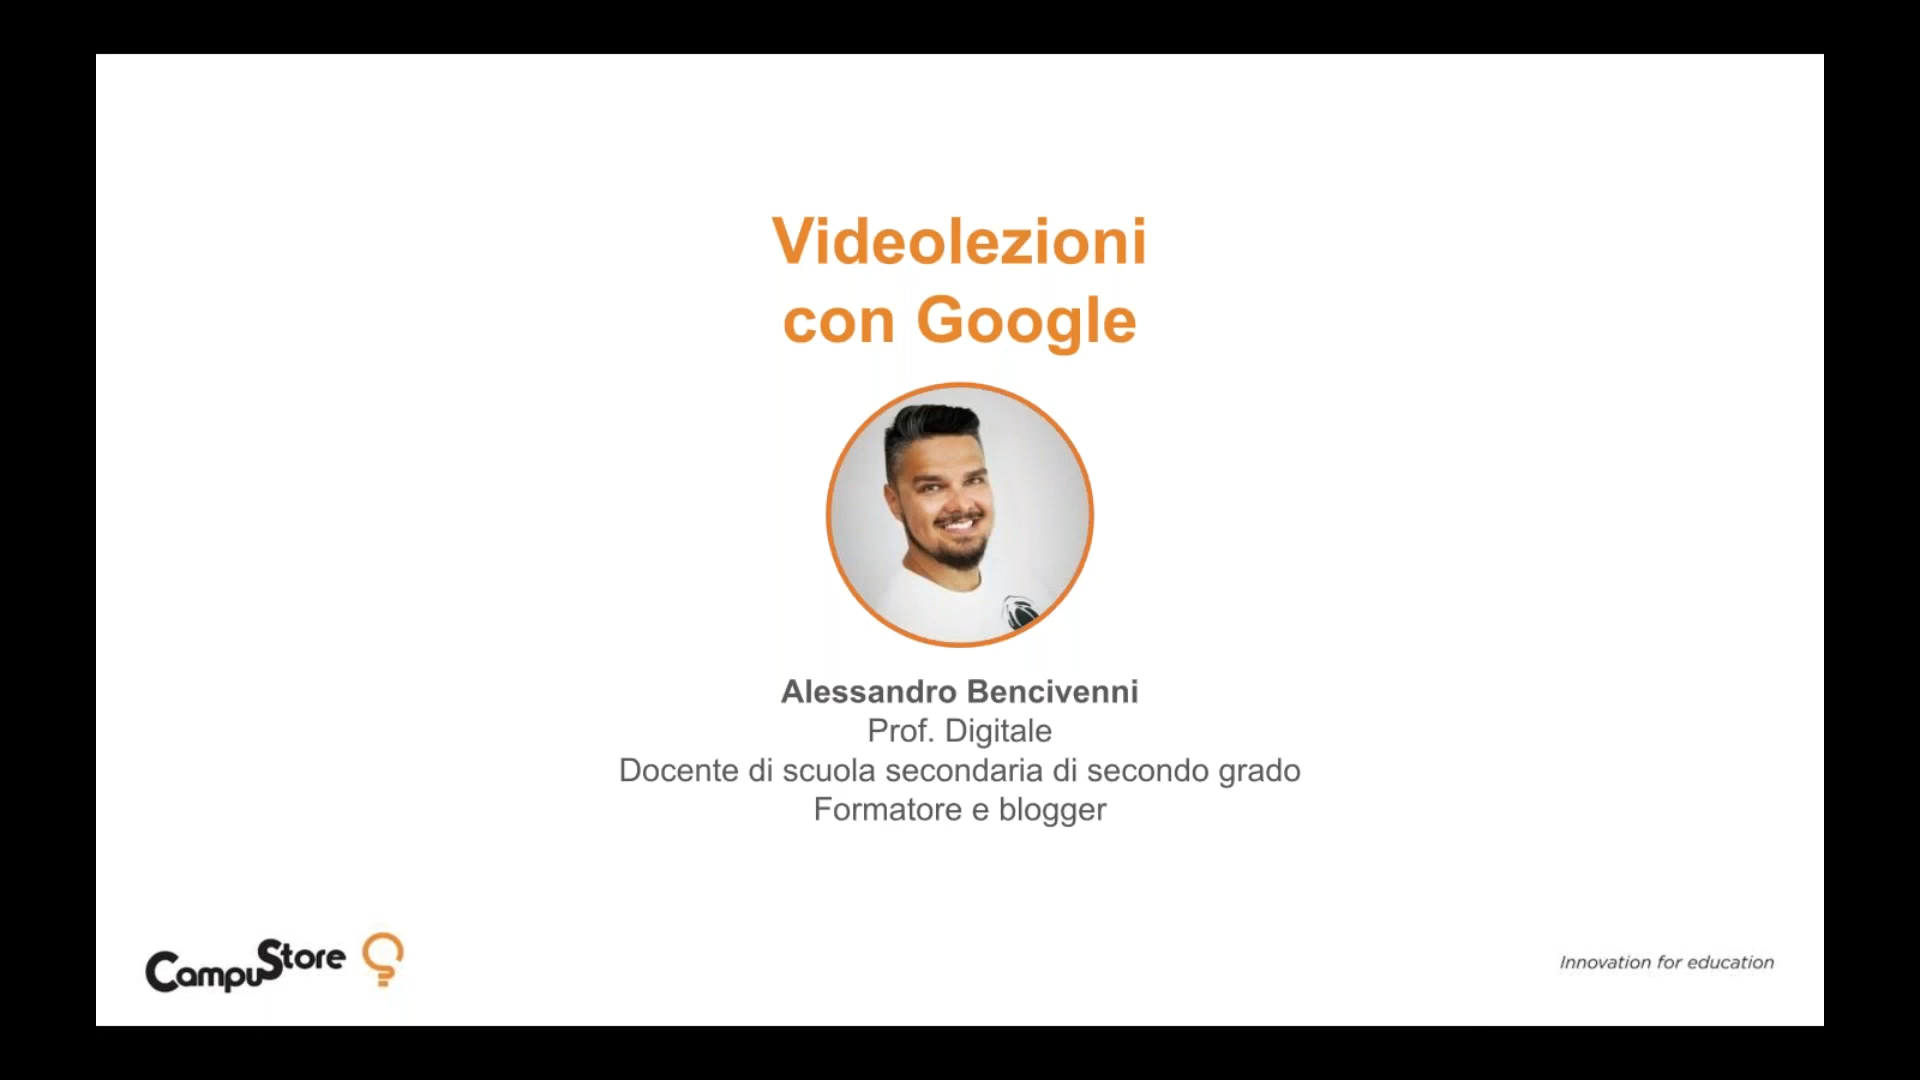 Videolezioni
con Google
Alessandro Bencivenni
Prof. Digitale
Docente di scuola secondaria di secondo grado
Formatore e blogger
CampuStore
Innovation for education